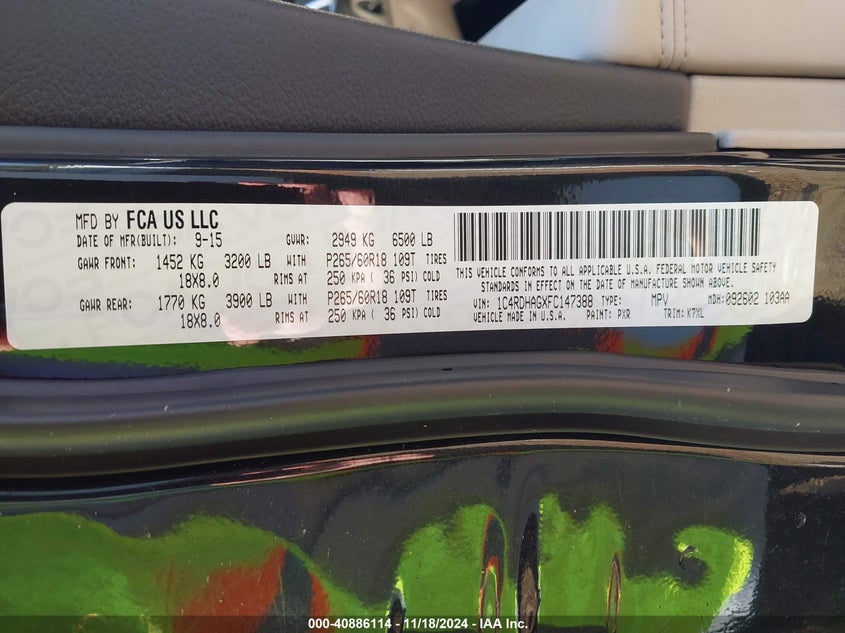 MFD BY FCA US LLC
DATE OF MFR(BUILT): 9-15 GVWR: 2949 KG 6500 LB
GAWR FRONT: 1452 KG 3200 LB WITH P265/60R18 109T TIRES
18X8.0 RIMS AT 250 KPA ( 36 PSI) COLD
GAWR REAR: 1770 KG 3900 LB WITH P265/60R18 109T TIRES
18X8.0 RIMS AT 250 KPA ( 36 PSI) COLD
THIS VEHICLE CONFORMS TO ALL APPLICABLE U.S.A. FEDERAL MOTOR VEHICLE SAFETY
STANDARDS IN EFFECT ON THE DATE OF MANUFACTURE SHOWN ABOVE.
VIN: 1C4RDHAGXFC147388 TYPE: MPV MDH: 092602 103AA
VEHICLE MADE IN U.S.A. PAINT: PXR TRIM: K7XL
000-40886114 - 11/18/2024 - IAA Inc.